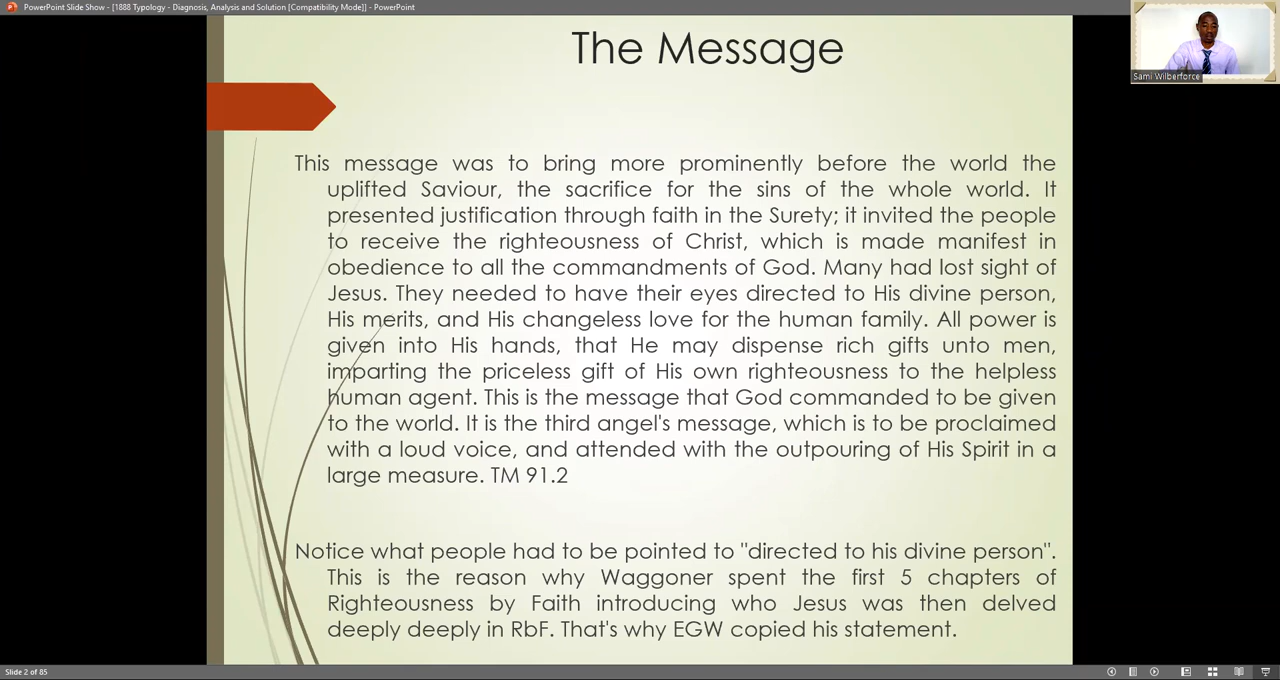 PowerPoint Slide Show - [1888 Typology - Diagnosis, Analysis and Solution [Compatibility Mode]] - PowerPoint
Sami Wilberforce
The Message
This message was to bring more prominently before the world the
uplifted Saviour, the sacrifice for the sins of the whole world. It
presented justification through faith in the Surety; it invited the people
to receive the righteousness of Christ, which is made manifest in
obedience to all the commandments of God. Many had lost sight of
Jesus. They needed to have their eyes directed to His divine person,
His merits, and His changeless love for the human family. All power is
given into His hands, that He may dispense rich gifts unto men,
imparting the priceless gift of His own righteousness to the helpless
human agent. This is the message that God commanded to be given
to the world. It is the third angel's message, which is to be proclaimed
with a loud voice, and attended with the outpouring of His Spirit in a
large measure. TM 91.2
Notice what people had to be pointed to "directed to his divine person".
This is the reason why Waggoner spent the first 5 chapters of
Righteousness by Faith introducing who Jesus was then delved
deeply deeply in RbF. That's why EGW copied his statement.
Slide 2 of 85